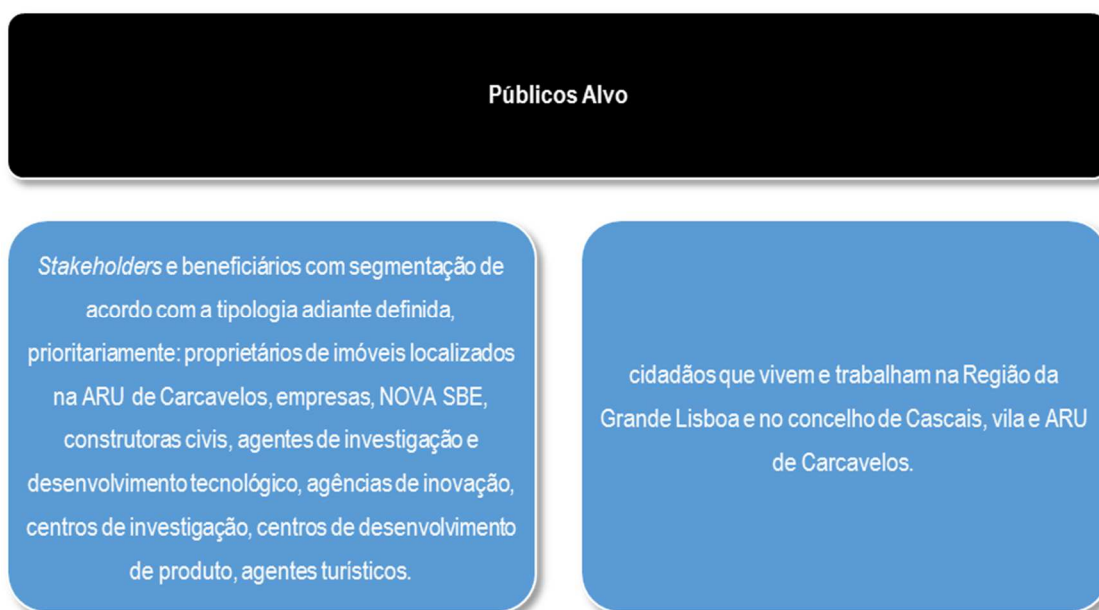 Públicos Alvo
Stakeholders e beneficiários com segmentação de
acordo com a tipologia adiante definida,
prioritariamente: proprietários de imóveis localizados
na ARU de Carcavelos, empresas, NOVA SBE,
construtoras civis, agentes de investigação e
desenvolvimento tecnológico, agências de inovação,
centros de investigação, centros de desenvolvimento
de produto, agentes turísticos.
cidadãos que vivem e trabalham na Região da
Grande Lisboa e no concelho de Cascais, vila e ARU
de Carcavelos.